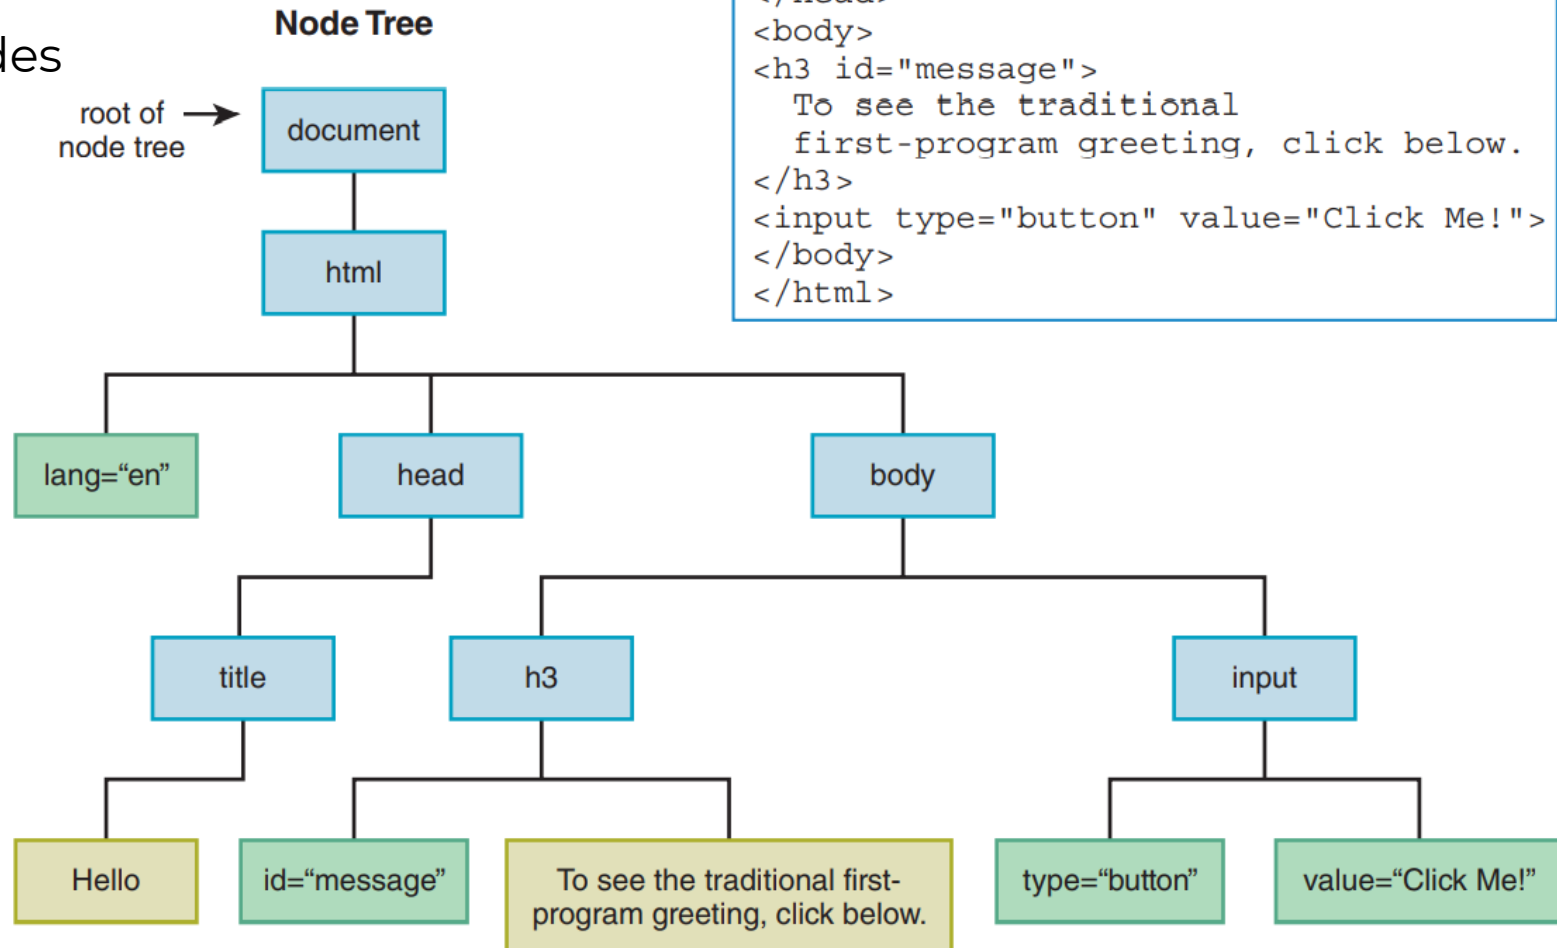 Node Tree
des
root of
node tree
document
html
lang=“en”
head
body
title
h3
input
Hello
id=“message”
To see the traditional first-
program greeting, click below.
type=“button”
value=“Click Me!”
</head>
<body>
<h3 id="message">
To see the traditional
first-program greeting, click below.
</h3>
<input type="button" value="Click Me!">
</body>
</html>